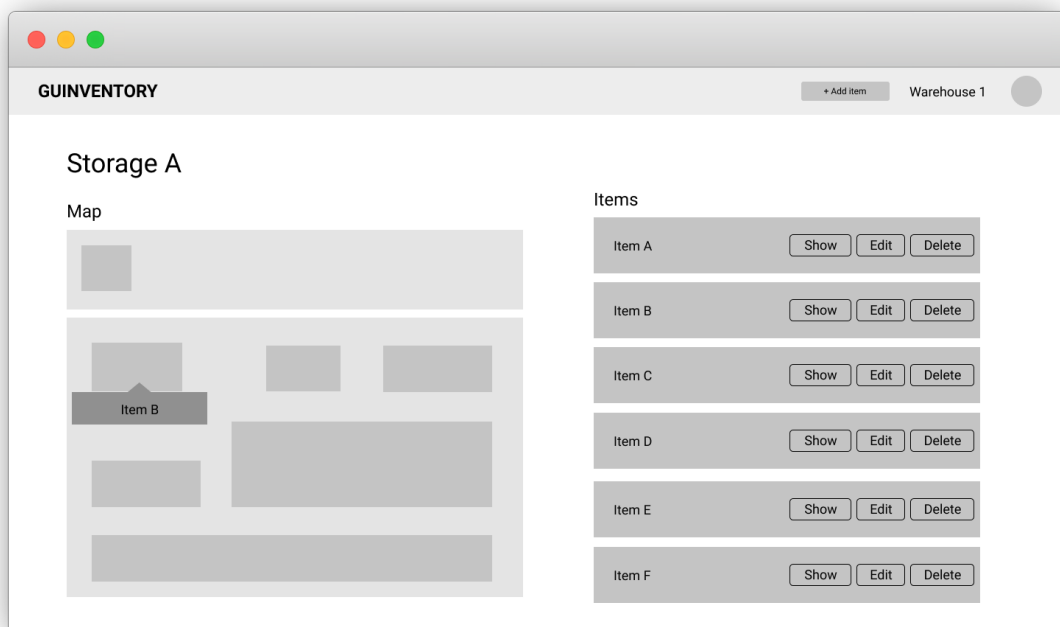 GUINVENTORY
+ Add item
Warehouse 1
Storage A
Map
Item B
Items
Item A Show Edit Delete
Item B Show Edit Delete
Item C Show Edit Delete
Item D Show Edit Delete
Item E Show Edit Delete
Item F Show Edit Delete